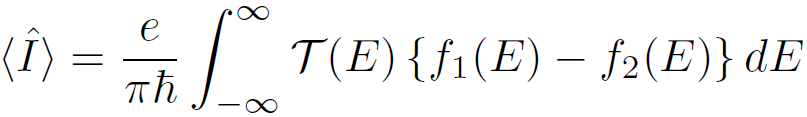 ⟨Î⟩ = e/(πħ) ∫_{-∞}^{∞} 𝒯(E) {f₁(E) − f₂(E)} dE